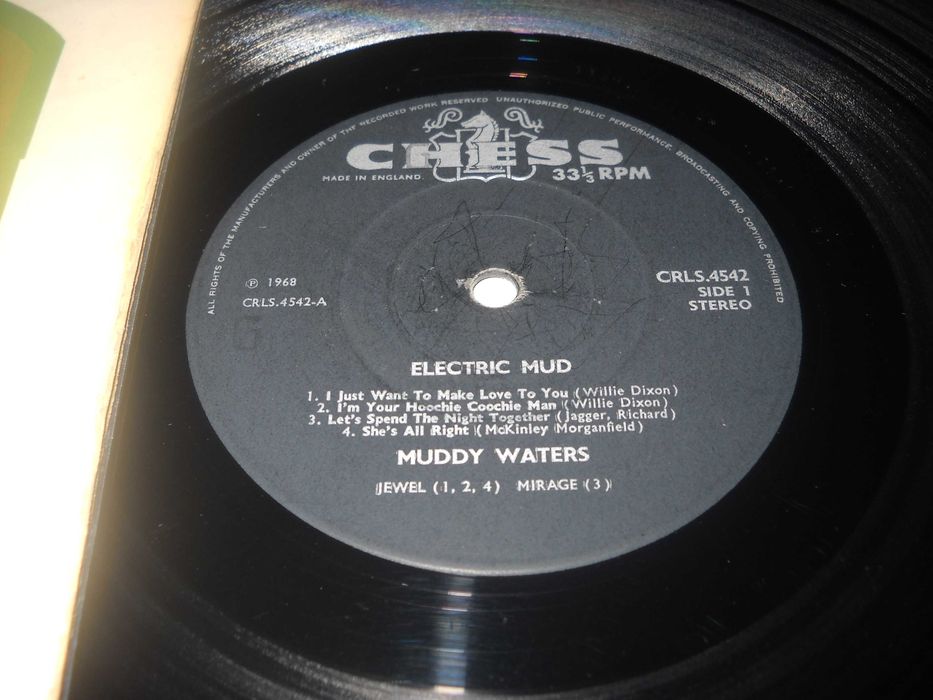 ALL RIGHTS OF THE MANUFACTURERS AND OWNER OF THE RECORDED WORK RESERVED UNAUTHORIZED PUBLIC PERFORMANCE, BROADCASTING AND COPYING PROHIBITED
CHESS
MADE IN ENGLAND.
33⅓ RPM
℗ 1968
CRLS.4542-A
CRLS.4542
SIDE 1
STEREO
ELECTRIC MUD
1. I Just Want To Make Love To You (Willie Dixon)
2. I'm Your Hoochie Coochie Man (Willie Dixon)
3. Let's Spend The Night Together (Jagger, Richard)
4. She's All Right (McKinley Morganfield)
MUDDY WATERS
JEWEL (1, 2, 4) MIRAGE (3)